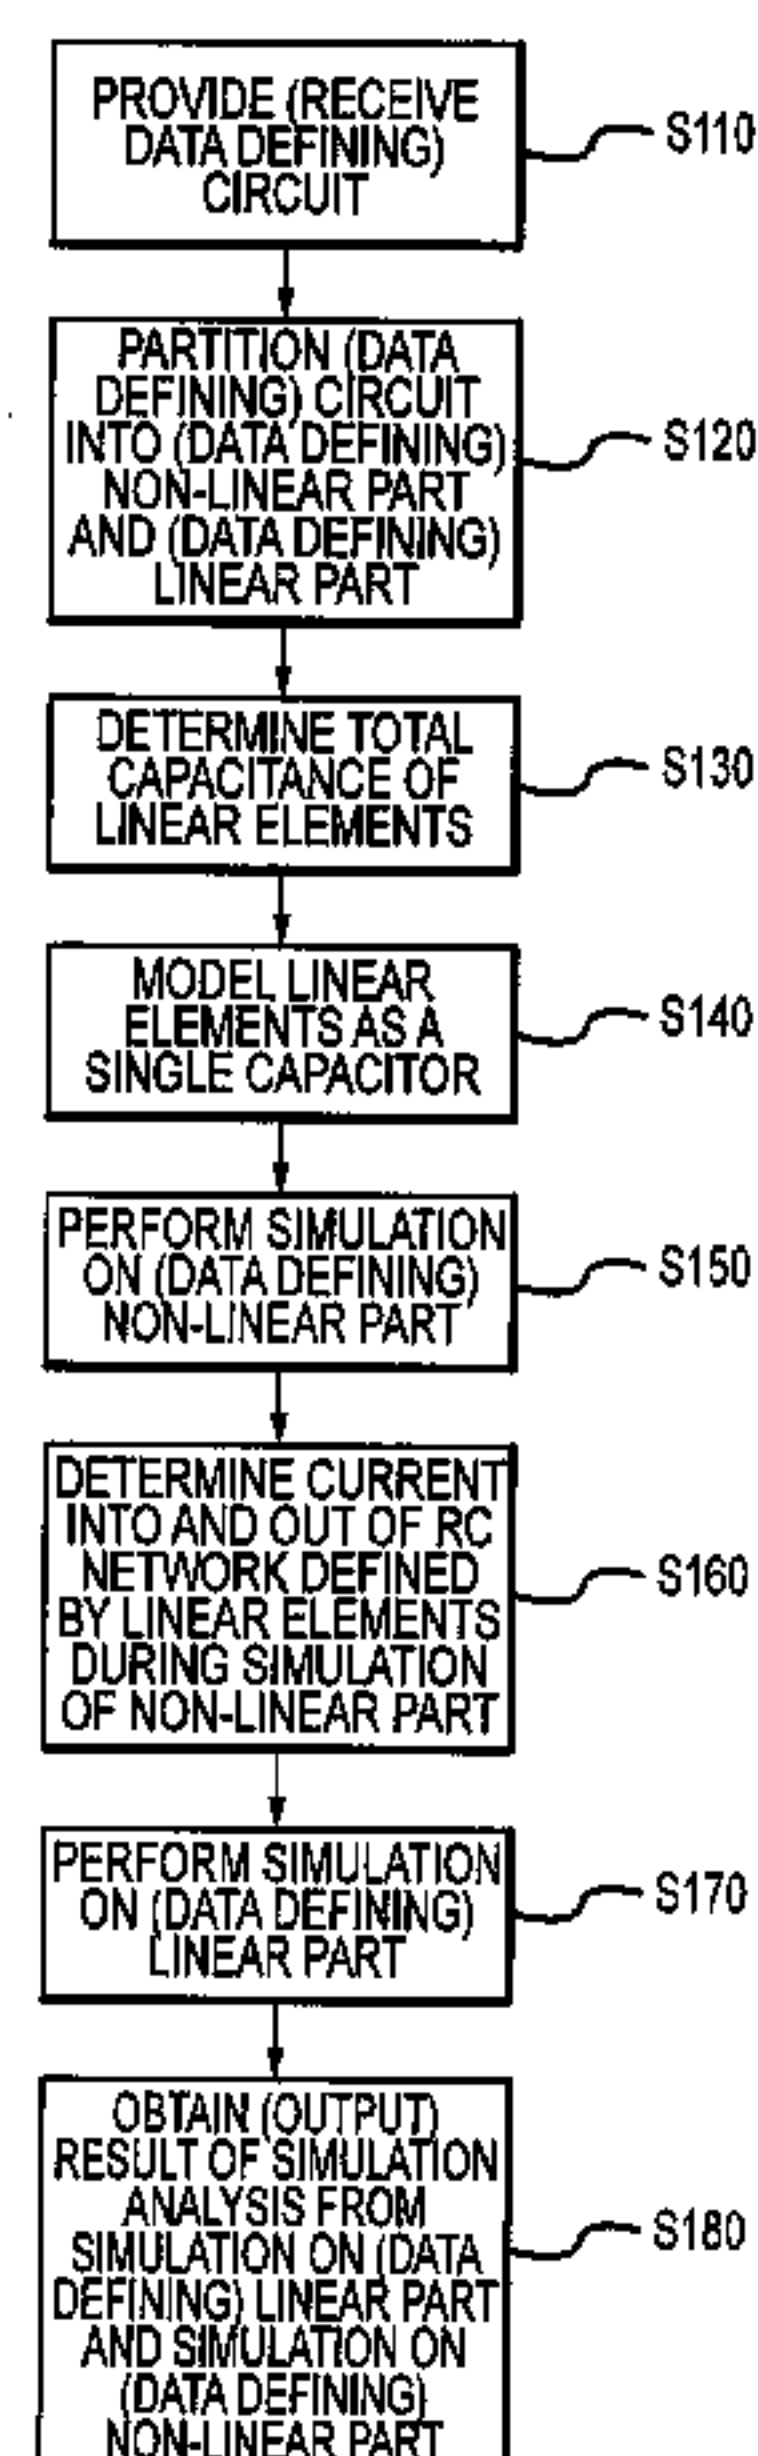 PROVIDE (RECEIVE
DATA DEFINING)
CIRCUIT
S110
PARTITION (DATA
DEFINING) CIRCUIT
INTO (DATA DEFINING)
NON-LINEAR PART
AND (DATA DEFINING)
LINEAR PART
S120
DETERMINE TOTAL
CAPACITANCE OF
LINEAR ELEMENTS
S130
MODEL LINEAR
ELEMENTS AS A
SINGLE CAPACITOR
S140
PERFORM SIMULATION
ON (DATA DEFINING)
NON-LINEAR PART
S150
DETERMINE CURRENT
INTO AND OUT OF RC
NETWORK DEFINED
BY LINEAR ELEMENTS
DURING SIMULATION
OF NON-LINEAR PART
S160
PERFORM SIMULATION
ON (DATA DEFINING)
LINEAR PART
S170
OBTAIN (OUTPUT)
RESULT OF SIMULATION
ANALYSIS FROM
SIMULATION ON (DATA
DEFINING) LINEAR PART
AND SIMULATION ON
(DATA DEFINING)
NON-LINEAR PART
S180